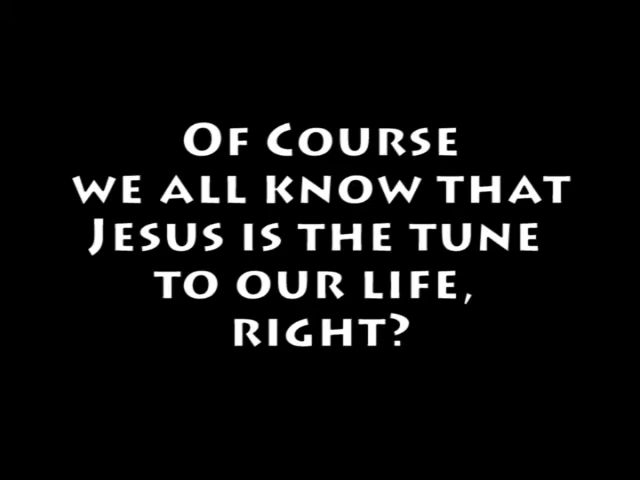 Of Course
we all know that
Jesus is the tune
to our life,
right?